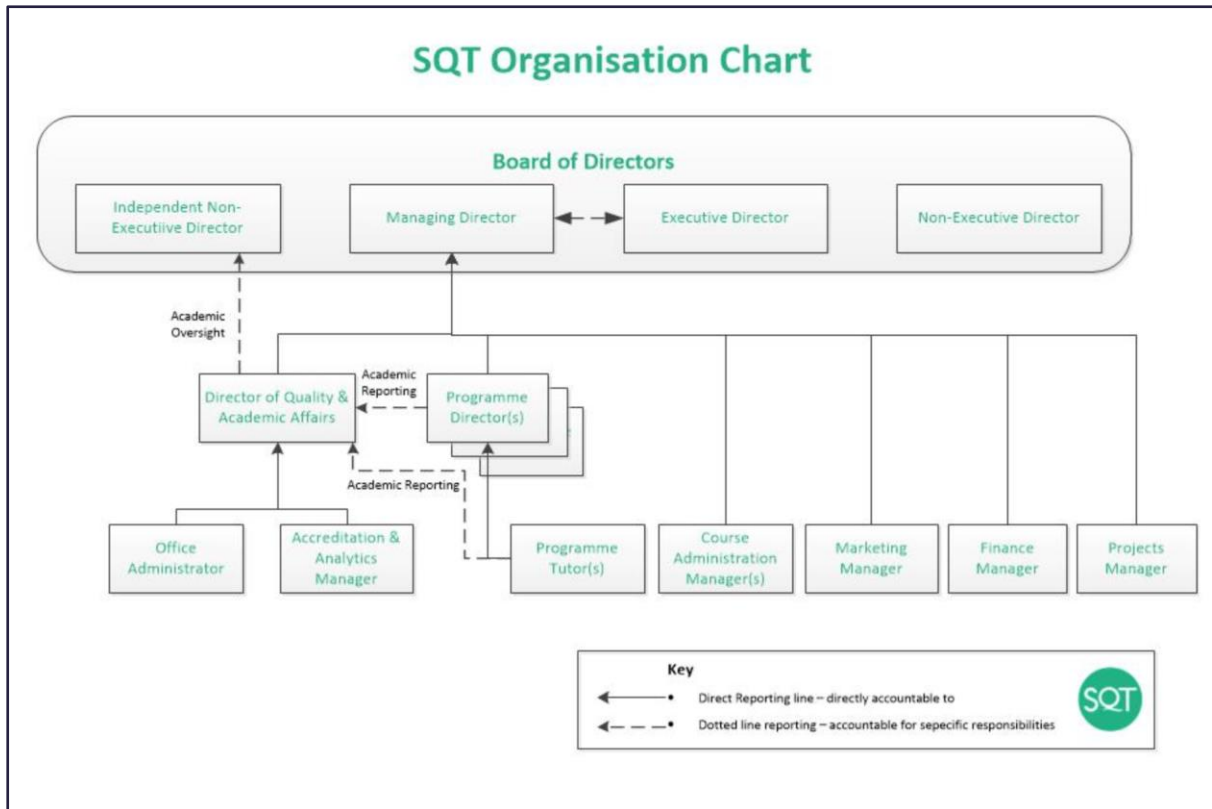 SQT Organisation Chart
Board of Directors
Independent Non-
Executiive Director
Managing Director
Executive Director
Non-Executive Director
Academic
Oversight
Director of Quality &
Academic Affairs
Academic
Reporting
Programme
Director(s)
Academic Reporting
Office
Administrator
Accreditation &
Analytics
Manager
Programme
Tutor(s)
Course
Administration
Manager(s)
Marketing
Manager
Finance
Manager
Projects
Manager
Key
Direct Reporting line – directly accountable to
Dotted line reporting – accountable for sepecific responsibilities
SQT